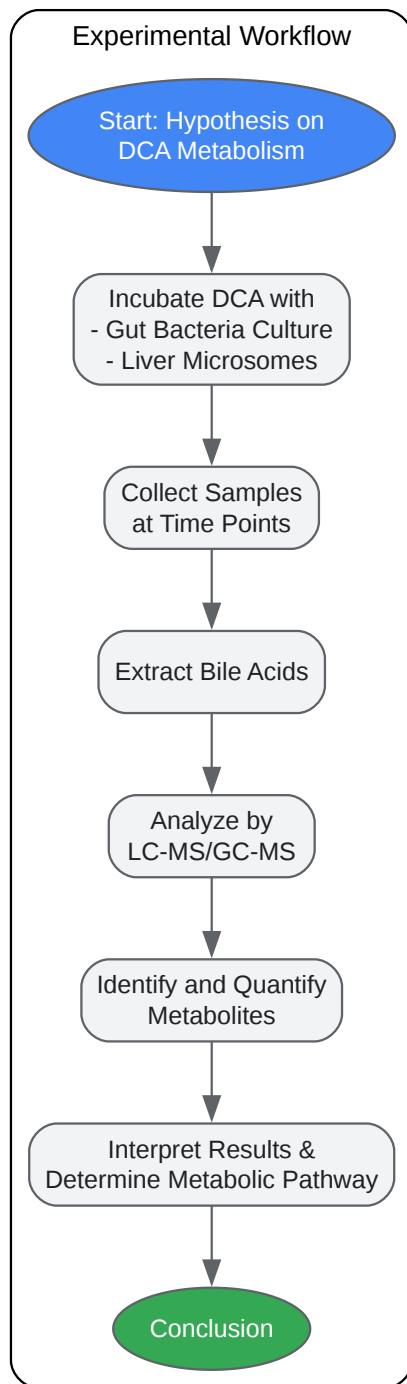 Experimental Workflow
Start: Hypothesis on
DCA Metabolism
Incubate DCA with
- Gut Bacteria Culture
- Liver Microsomes
Collect Samples
at Time Points
Extract Bile Acids
Analyze by
LC-MS/GC-MS
Identify and Quantify
Metabolites
Interpret Results &
Determine Metabolic Pathway
Conclusion